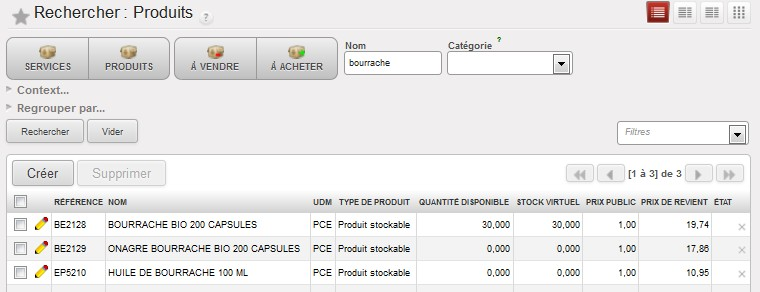 Rechercher : Produits ?
Nom Catégorie ?
SERVICES PRODUITS Á VENDRE Á ACHETER bourrache
Context...
Regrouper par...
Rechercher Vider Filtres
Créer Supprimer [1 à 3] de 3
RÉFÉRENCE NOM UDM TYPE DE PRODUIT QUANTITÉ DISPONIBLE STOCK VIRTUEL PRIX PUBLIC PRIX DE REVIENT ÉTAT
BE2128 BOURRACHE BIO 200 CAPSULES PCE Produit stockable 30,000 30,000 1,00 19,74
BE2129 ONAGRE BOURRACHE BIO 200 CAPSULES PCE Produit stockable 0,000 0,000 1,00 17,86
EP5210 HUILE DE BOURRACHE 100 ML PCE Produit stockable 0,000 0,000 1,00 10,95